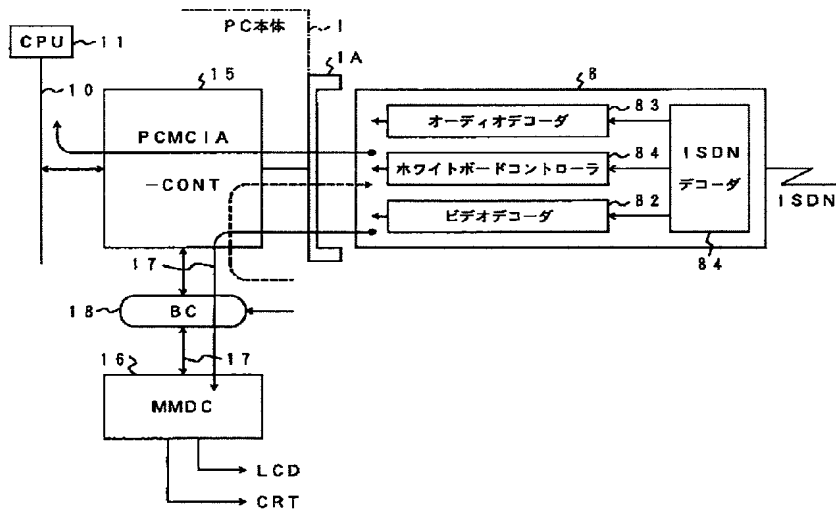 PC本体
1
CPU
11
1A
10
15
8
PCMCIA
-CONT
オーディオデコーダ
83
ホワイトボードコントローラ
84
ビデオデコーダ
82
ISDN
デコーダ
84
ISDN
17
18
BC
16
17
MMDC
LCD
CRT